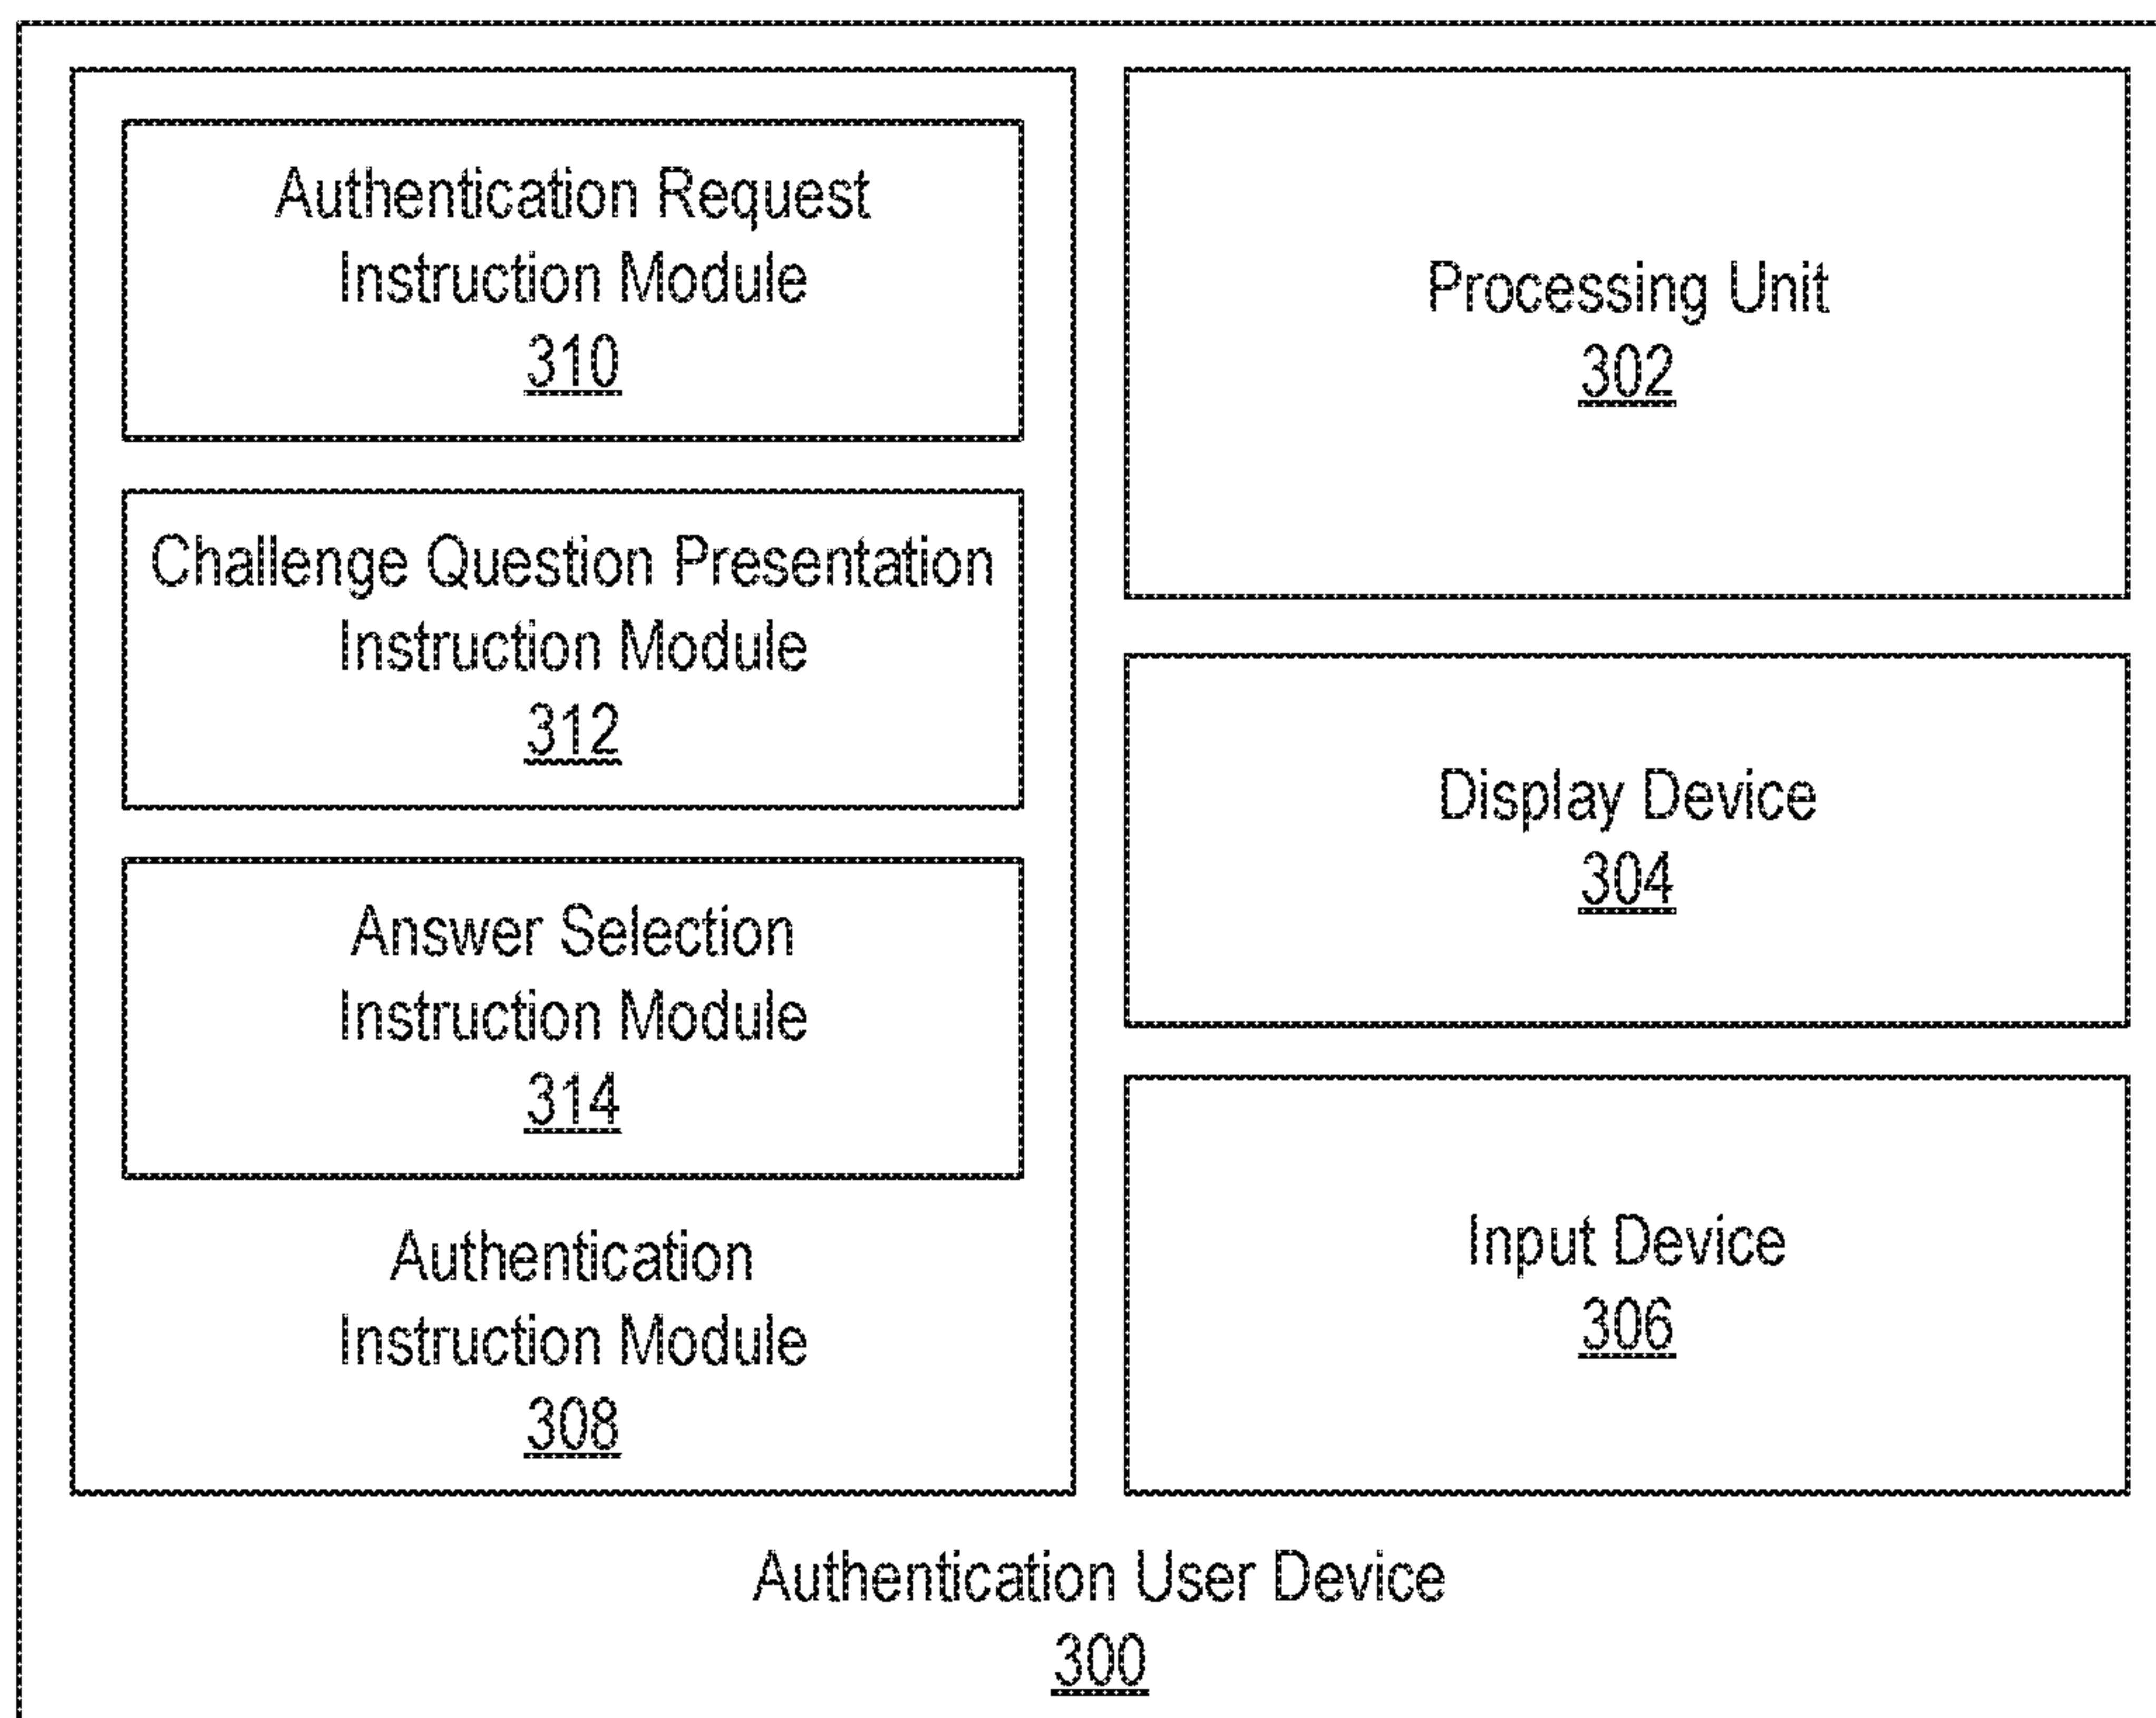 Authentication Request
Instruction Module
310
Challenge Question Presentation
Instruction Module
312
Answer Selection
Instruction Module
314
Authentication
Instruction Module
308
Processing Unit
302
Display Device
304
Input Device
306
Authentication User Device
300